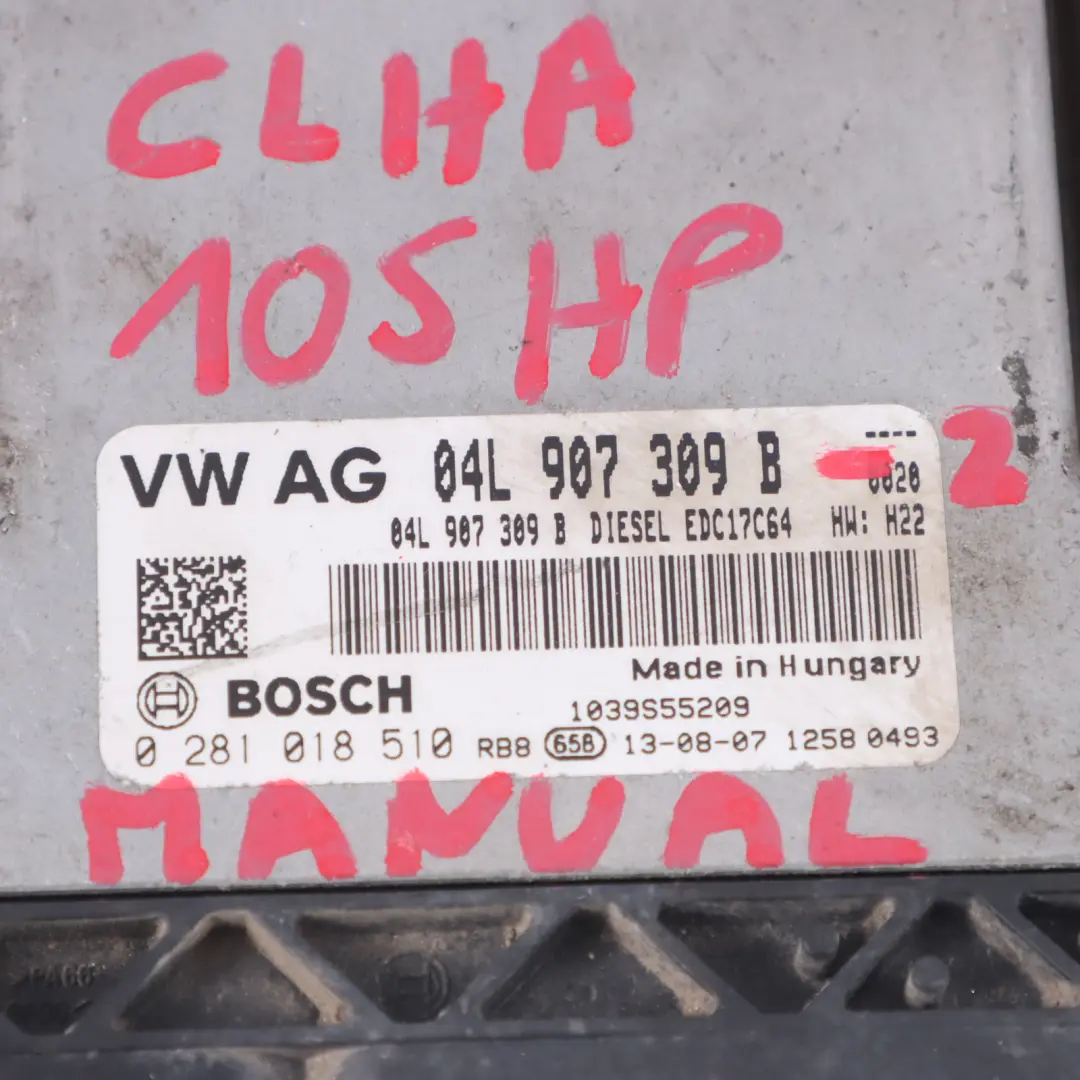 CLHA
105HP
VW AG 04L 907 309 B - 2
----
0020
04L 907 309 B DIESEL EDC17C64 HW: H22
Made in Hungary
BOSCH
1039S55209
0 281 018 510 RB8 658 13-08-07 1258 0493
MANUAL